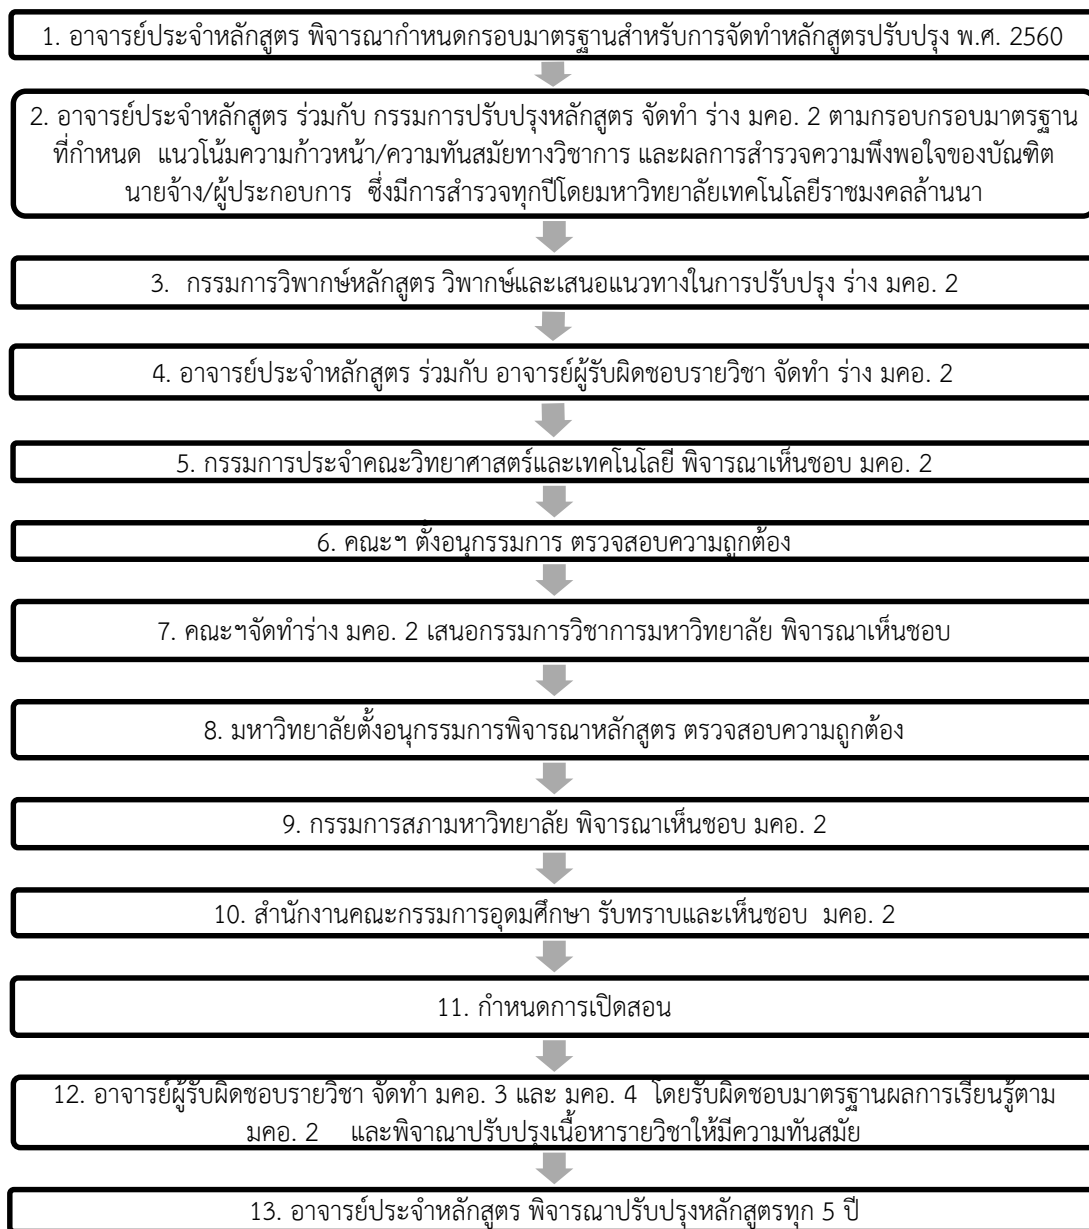 1. อาจารย์ประจำหลักสูตร พิจารณากำหนดกรอบมาตรฐานสำหรับการจัดทำหลักสูตรปรับปรุง พ.ศ. 2560
2. อาจารย์ประจำหลักสูตร ร่วมกับ กรรมการปรับปรุงหลักสูตร จัดทำ ร่าง มคอ. 2 ตามกรอบกรอบมาตรฐาน
ที่กำหนด แนวโน้มความก้าวหน้า/ความทันสมัยทางวิชาการ และผลการสำรวจความพึงพอใจของบัณฑิต
นายจ้าง/ผู้ประกอบการ ซึ่งมีการสำรวจทุกปีโดยมหาวิทยาลัยเทคโนโลยีราชมงคลล้านนา
3. กรรมการวิพากษ์หลักสูตร วิพากษ์และเสนอแนวทางในการปรับปรุง ร่าง มคอ. 2
4. อาจารย์ประจำหลักสูตร ร่วมกับ อาจารย์ผู้รับผิดชอบรายวิชา จัดทำ ร่าง มคอ. 2
5. กรรมการประจำคณะวิทยาศาสตร์และเทคโนโลยี พิจารณาเห็นชอบ มคอ. 2
6. คณะฯ ตั้งอนุกรรมการ ตรวจสอบความถูกต้อง
7. คณะฯจัดทำร่าง มคอ. 2 เสนอกรรมการวิชาการมหาวิทยาลัย พิจารณาเห็นชอบ
8. มหาวิทยาลัยตั้งอนุกรรมการพิจารณาหลักสูตร ตรวจสอบความถูกต้อง
9. กรรมการสภามหาวิทยาลัย พิจารณาเห็นชอบ มคอ. 2
10. สำนักงานคณะกรรมการอุดมศึกษา รับทราบและเห็นชอบ มคอ. 2
11. กำหนดการเปิดสอน
12. อาจารย์ผู้รับผิดชอบรายวิชา จัดทำ มคอ. 3 และ มคอ. 4 โดยรับผิดชอบมาตรฐานผลการเรียนรู้ตาม
มคอ. 2 และพิจาณาปรับปรุงเนื้อหารายวิชาให้มีความทันสมัย
13. อาจารย์ประจำหลักสูตร พิจารณาปรับปรุงหลักสูตรทุก 5 ปี